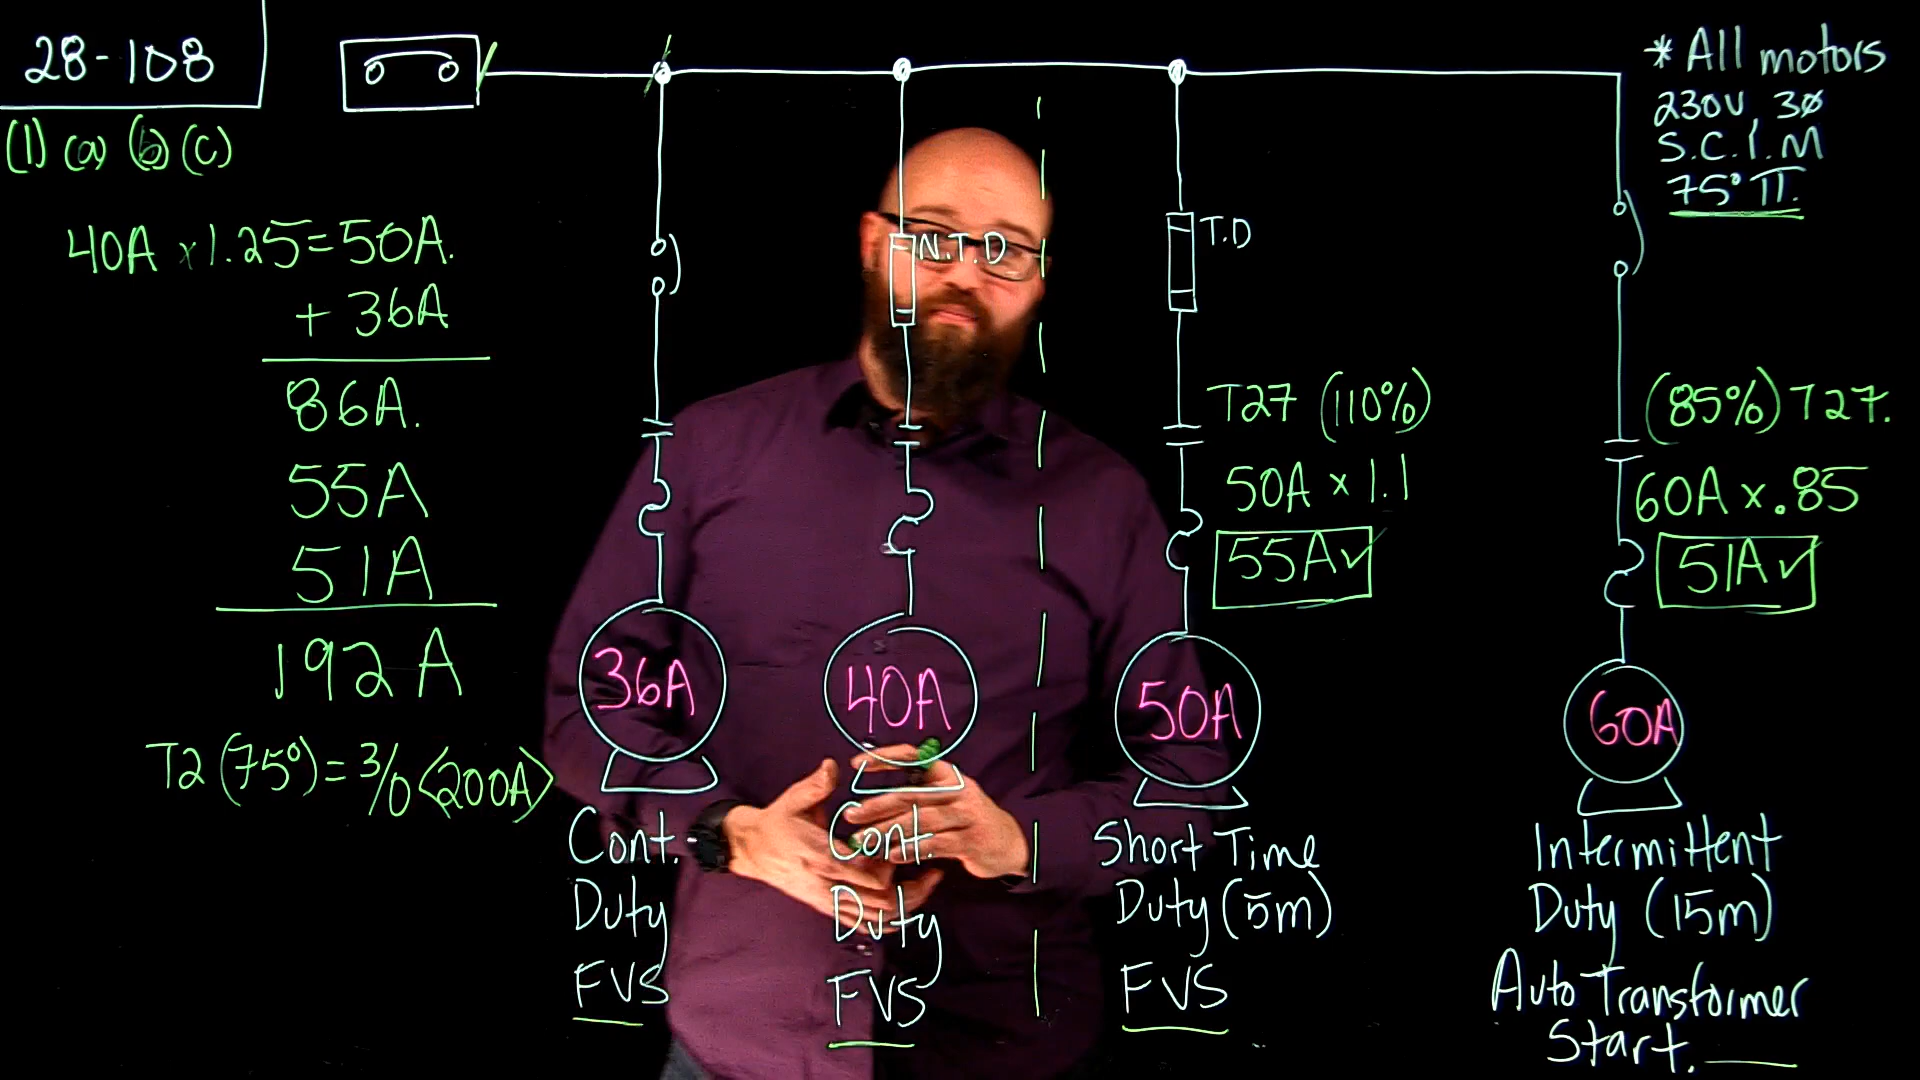 28-108
(1) (a) (b) (c)
40A x 1.25 = 50A.
+ 36A
86A.
55A
51A
192A
T2 (75°) = 3/0 <200A>
N.T.D
T.D
* All motors
230V, 3Ø
S.C.I.M
75° TT.
T27 (110%)
50A x 1.1
55A✓
(85%) T27.
60A x .85
51A✓
36A
40A
50A
60A
Cont.
Duty
FVS
Cont.
Duty
FVS
Short Time
Duty (5m)
FVS
Intermittent
Duty (15m)
Auto Transformer
Start.